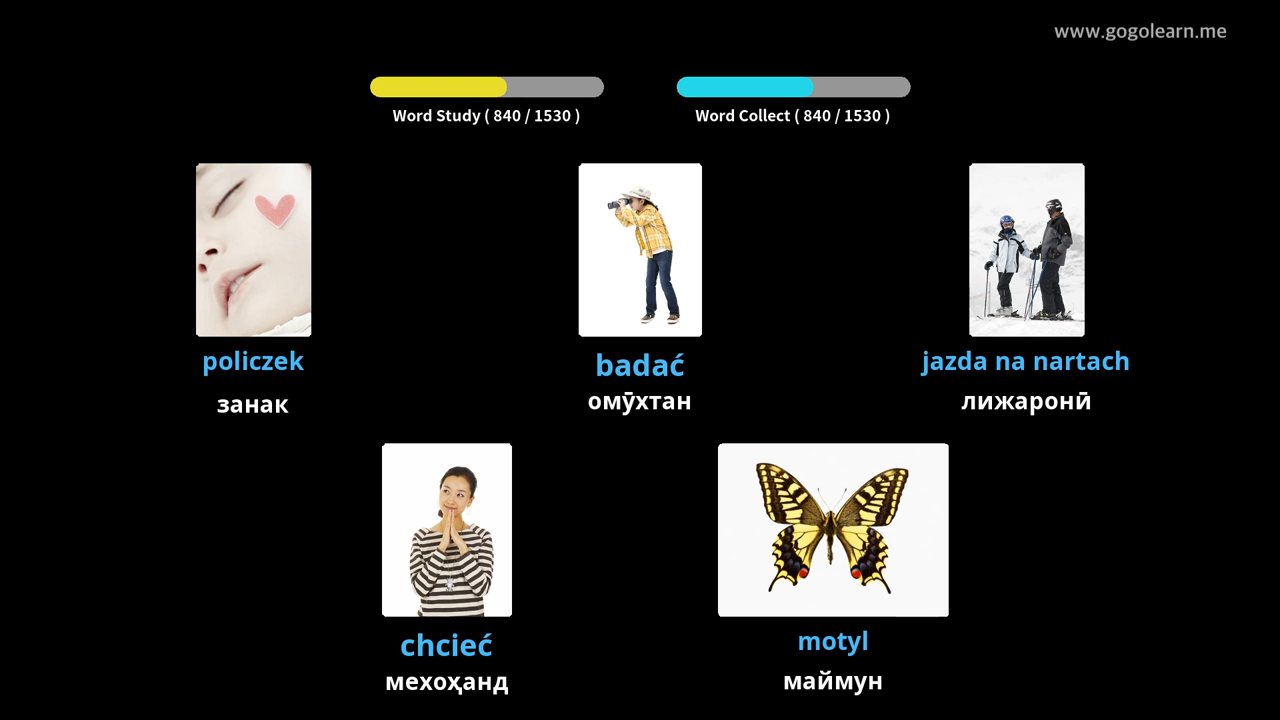 www.gogolearn.me
Word Study ( 840 / 1530 )
Word Collect ( 840 / 1530 )
policzek
занак
badać
омӯхтан
jazda na nartach
лижаронӣ
chcieć
мехоҳанд
motyl
маймун